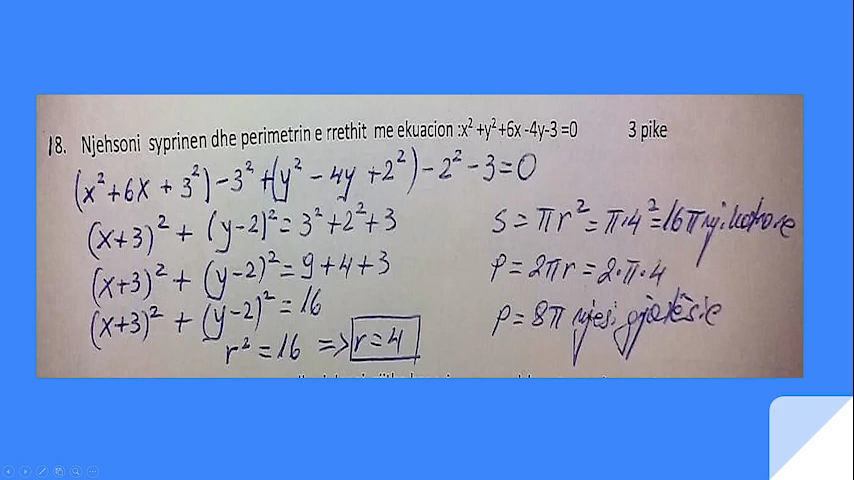 18. Njehsoni syprinen dhe perimetrin e rrethit me ekuacion :x²+y²+6x-4y-3=0 3 pike
(x²+6x+3²)-3²+(y²-4y+2²)-2²-3=0
(x+3)²+(y-2)²=3²+2²+3
(x+3)²+(y-2)²=9+4+3
(x+3)²+(y-2)²=16
r²=16 => r=4
S=πr²=π·4²=16π nj.katrore
P=2πr=2·π·4
P=8π njesi gjatësie